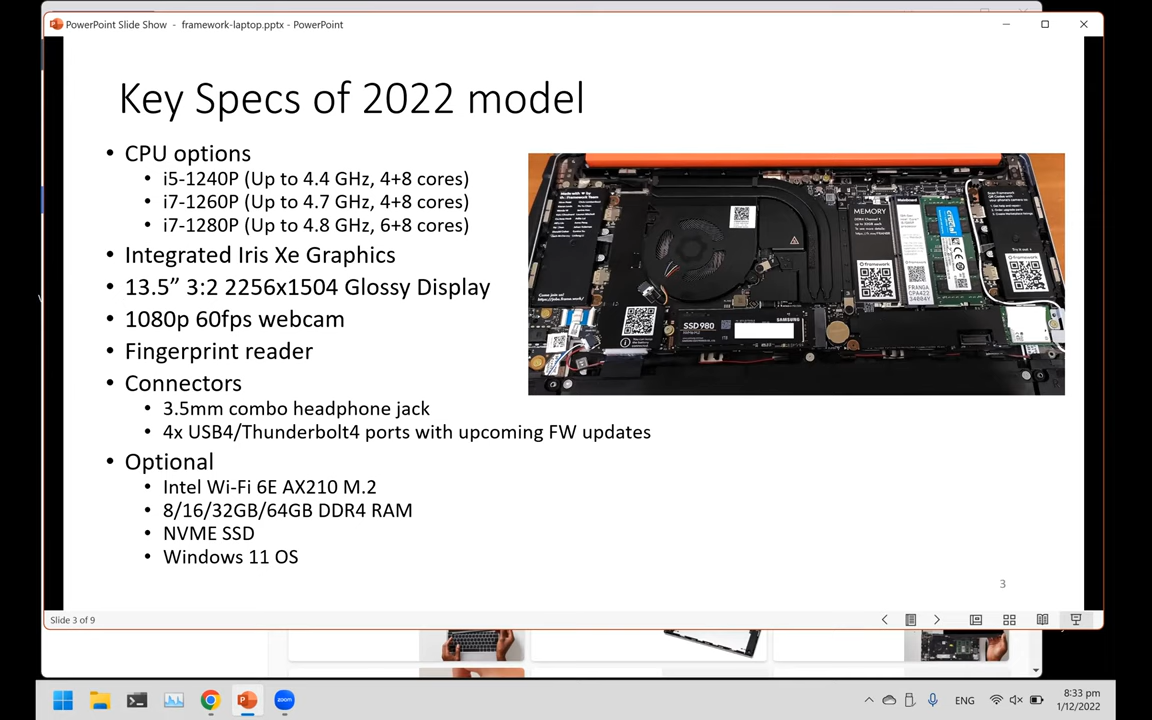 PowerPoint Slide Show - framework-laptop.pptx - PowerPoint
Key Specs of 2022 model
• CPU options
• i5-1240P (Up to 4.4 GHz, 4+8 cores)
• i7-1260P (Up to 4.7 GHz, 4+8 cores)
• i7-1280P (Up to 4.8 GHz, 6+8 cores)
• Integrated Iris Xe Graphics
• 13.5” 3:2 2256x1504 Glossy Display
• 1080p 60fps webcam
• Fingerprint reader
• Connectors
• 3.5mm combo headphone jack
• 4x USB4/Thunderbolt4 ports with upcoming FW updates
• Optional
• Intel Wi-Fi 6E AX210 M.2
• 8/16/32GB/64GB DDR4 RAM
• NVME SSD
• Windows 11 OS
MEMORY
framework
crucial
framework
SSD 980
SAMSUNG
3
Slide 3 of 9
zoom
ENG
8:33 pm
1/12/2022